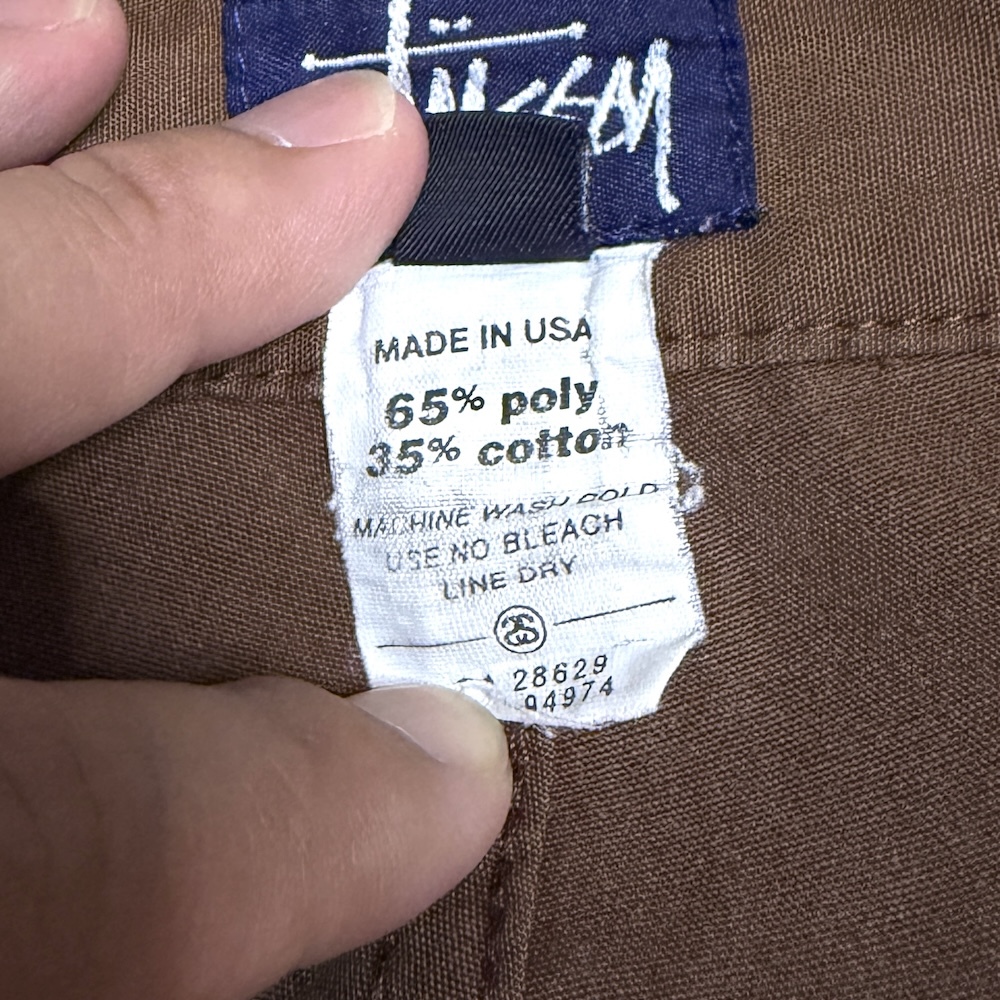 Stüssy
MADE IN USA
65% poly
35% cotton
MACHINE WASH COLD
USE NO BLEACH
LINE DRY
28629
94974